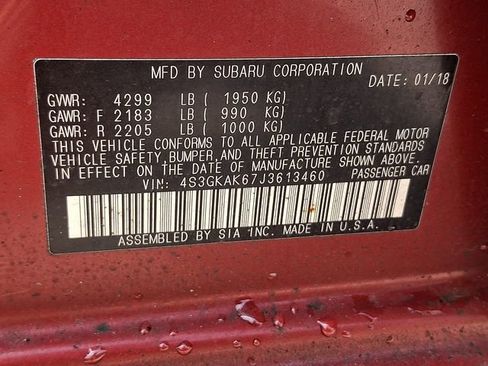 MFD BY SUBARU CORPORATION
DATE: 01/18
GVWR: 4299 LB ( 1950 KG)
GAWR: F 2183 LB ( 990 KG)
GAWR: R 2205 LB ( 1000 KG)
THIS VEHICLE CONFORMS TO ALL APPLICABLE FEDERAL MOTOR
VEHICLE SAFETY, BUMPER, AND THEFT PREVENTION STANDARDS
IN EFFECT ON THE DATE OF MANUFACTURE SHOWN ABOVE.
VIN: 4S3GKAK67J3613460 PASSENGER CAR
ASSEMBLED BY SIA INC. MADE IN U.S.A.